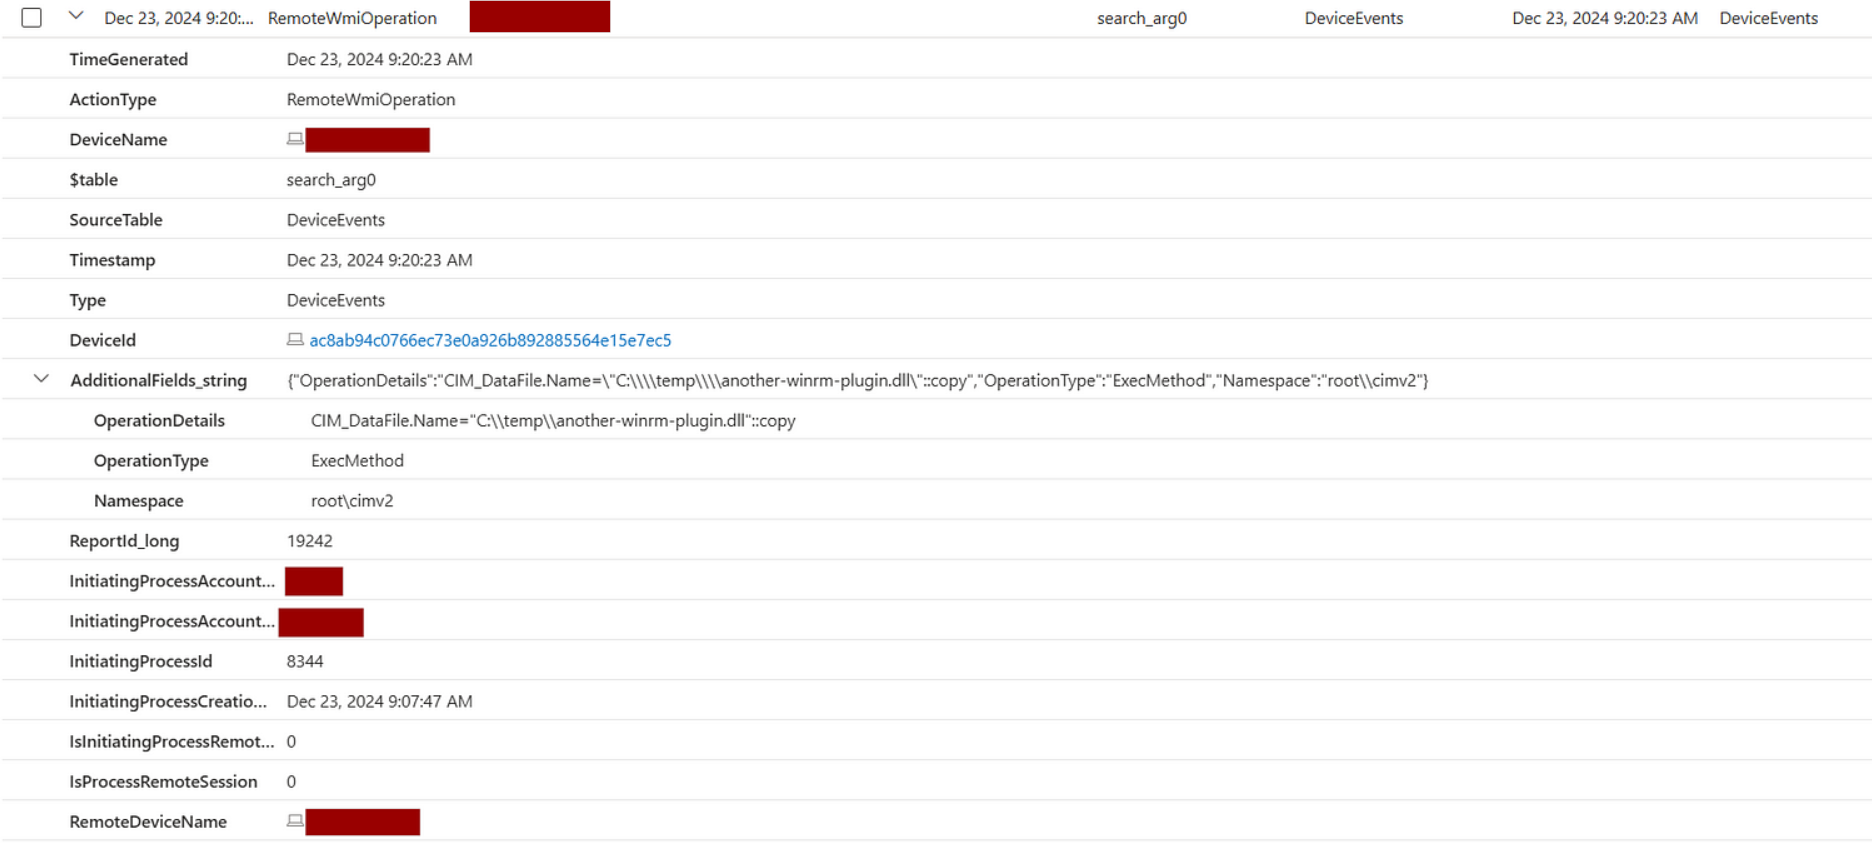 Dec 23, 2024 9:20:... RemoteWmiOperation search_arg0 DeviceEvents Dec 23, 2024 9:20:23 AM DeviceEvents
TimeGenerated Dec 23, 2024 9:20:23 AM
ActionType RemoteWmiOperation
DeviceName
$table search_arg0
SourceTable DeviceEvents
Timestamp Dec 23, 2024 9:20:23 AM
Type DeviceEvents
DeviceId ac8ab94c0766ec73e0a926b892885564e15e7ec5
AdditionalFields_string {"OperationDetails":"CIM_DataFile.Name=\"C:\\\\temp\\\\another-winrm-plugin.dll\"::copy","OperationType":"ExecMethod","Namespace":"root\\cimv2"}
OperationDetails CIM_DataFile.Name="C:\\temp\\another-winrm-plugin.dll"::copy
OperationType ExecMethod
Namespace root\cimv2
ReportId_long 19242
InitiatingProcessAccount...
InitiatingProcessAccount...
InitiatingProcessId 8344
InitiatingProcessCreatio... Dec 23, 2024 9:07:47 AM
IsInitiatingProcessRemot... 0
IsProcessRemoteSession 0
RemoteDeviceName